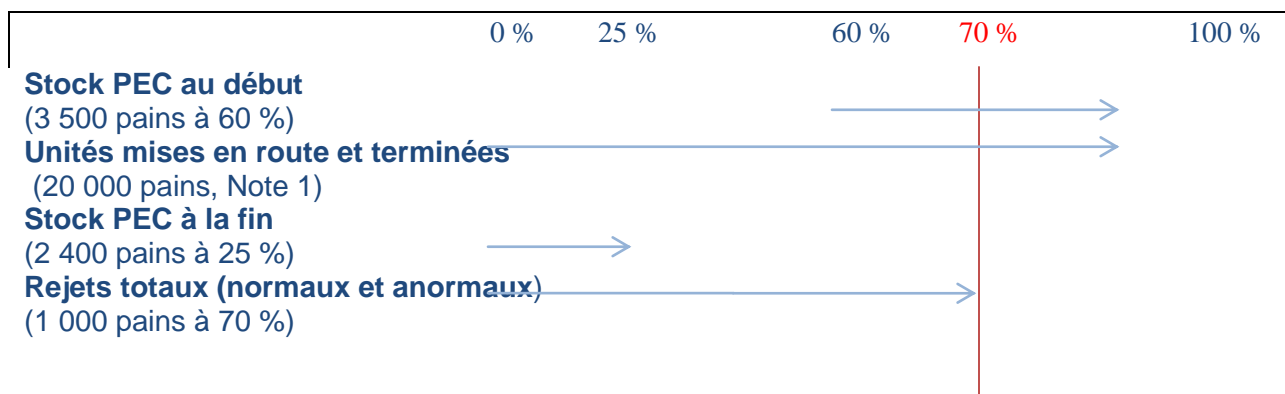 0 % 25 % 60 % 70 % 100 %
Stock PEC au début
(3 500 pains à 60 %)
Unités mises en route et terminées
(20 000 pains, Note 1)
Stock PEC à la fin
(2 400 pains à 25 %)
Rejets totaux (normaux et anormaux)
(1 000 pains à 70 %)